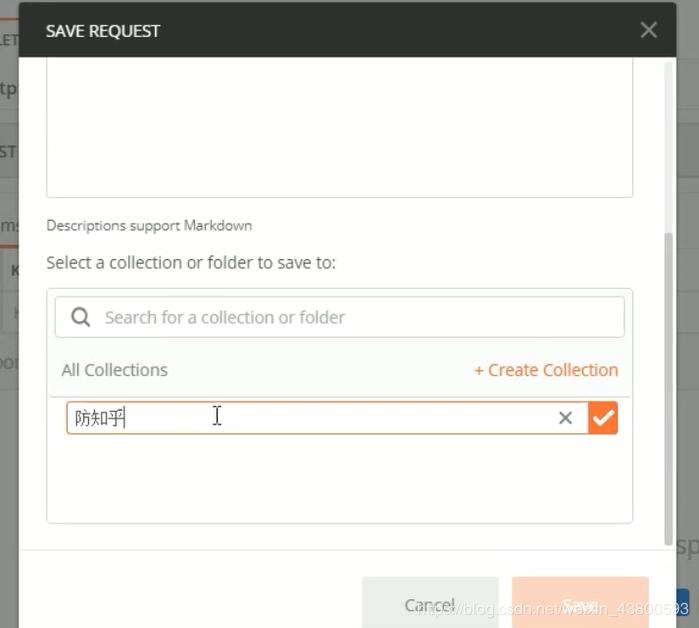 SAVE REQUEST
Descriptions support Markdown
Select a collection or folder to save to:
Search for a collection or folder
All Collections
+ Create Collection
防知乎
Cancel
Save
https://blog.csdn.net/weixin_43800593